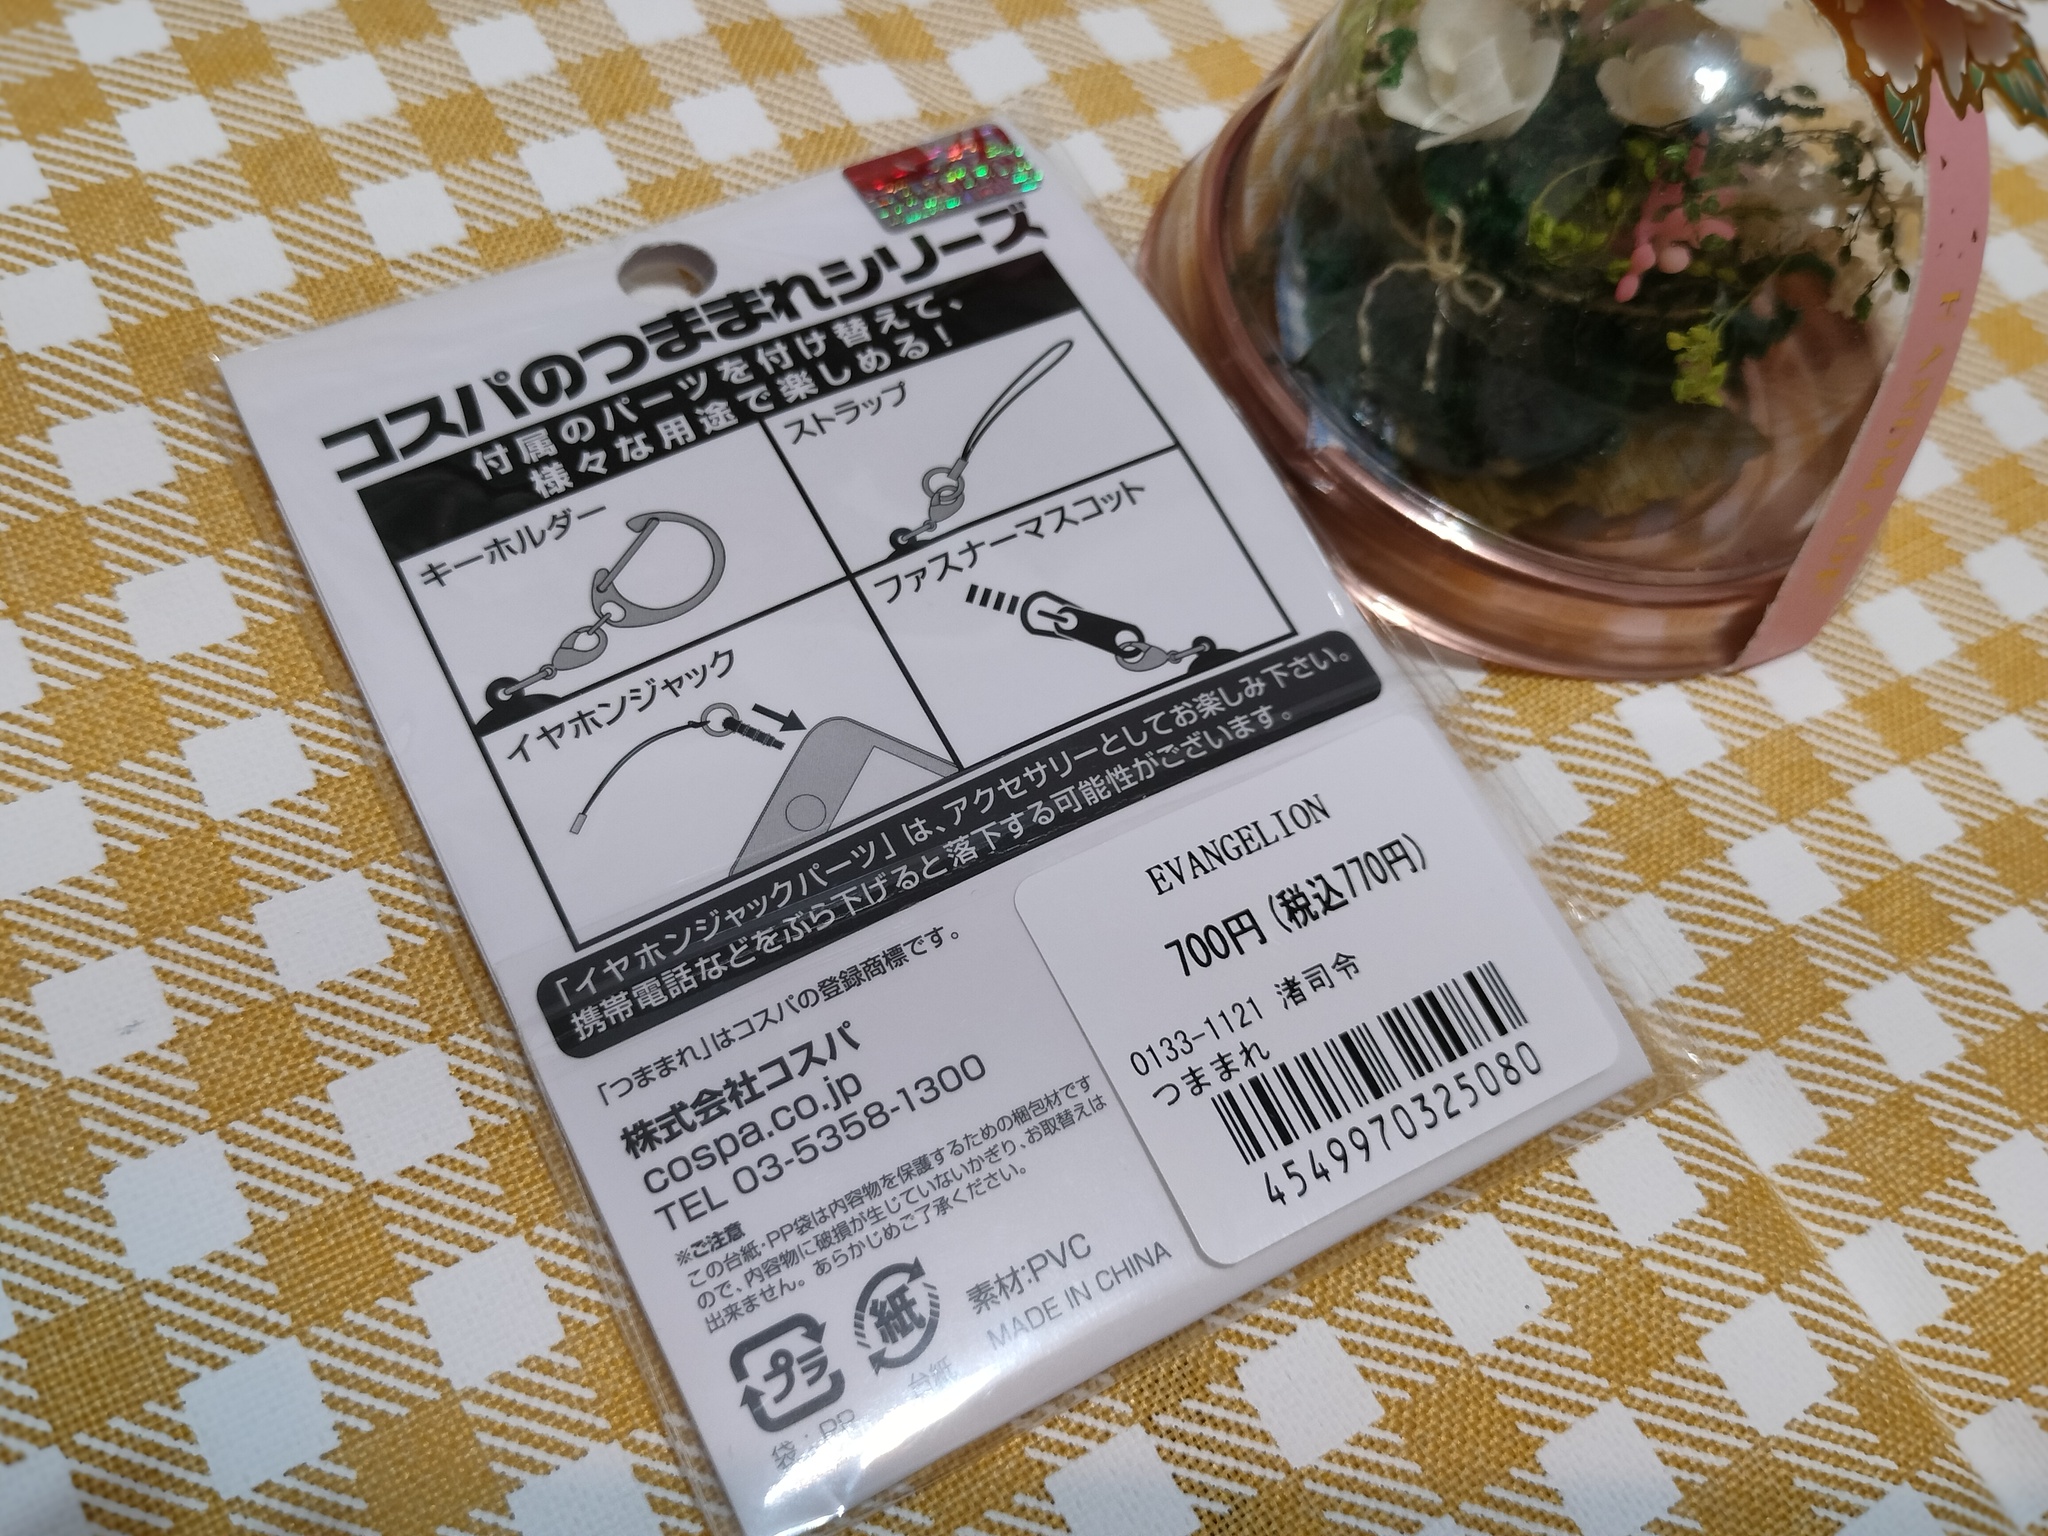 コスパのつままれシリーズ
付属のパーツを付け替えて、
様々な用途で楽しめる!
キーホルダー
ストラップ
イヤホンジャック
ファスナーマスコット
「イヤホンジャックパーツ」は、アクセサリーとしてお楽しみ下さい。
携帯電話などをぶら下げると落下する可能性がございます。
「つままれ」はコスパの登録商標です。
株式会社コスパ
cospa.co.jp
TEL 03-5358-1300
※ご注意
この台紙・PP袋は内容物を保護するための梱包材です
ので、内容物に破損が生じていないかぎり、お取替えは
出来ません。あらかじめご了承ください。
プラ
袋:PP
紙
台紙
素材:PVC
MADE IN CHINA
EVANGELION
700円(税込770円)
0133-1121 渚司令
つままれ
4549970325080